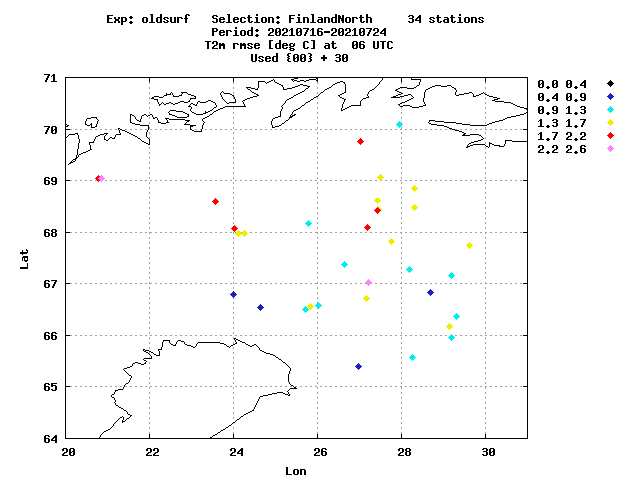 Exp: oldsurf   Selection: FinlandNorth     34 stations
Period: 20210716-20210724
T2m rmse [deg C] at  06 UTC
Used {00} + 30
71
70
69
68
67
66
65
64
20 22 24 26 28 30
Lat
Lon
0.0 0.4
0.4 0.9
0.9 1.3
1.3 1.7
1.7 2.2
2.2 2.6